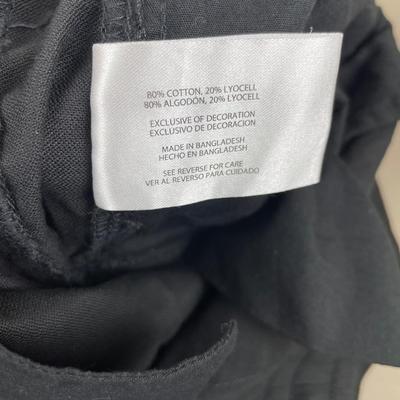 80% COTTON, 20% LYOCELL
80% ALGODÓN, 20% LYOCELL
EXCLUSIVE OF DECORATION
EXCLUSIVO DE DECORACION
MADE IN BANGLADESH
HECHO EN BANGLADESH
SEE REVERSE FOR CARE
VER AL REVERSO PARA CUIDADO